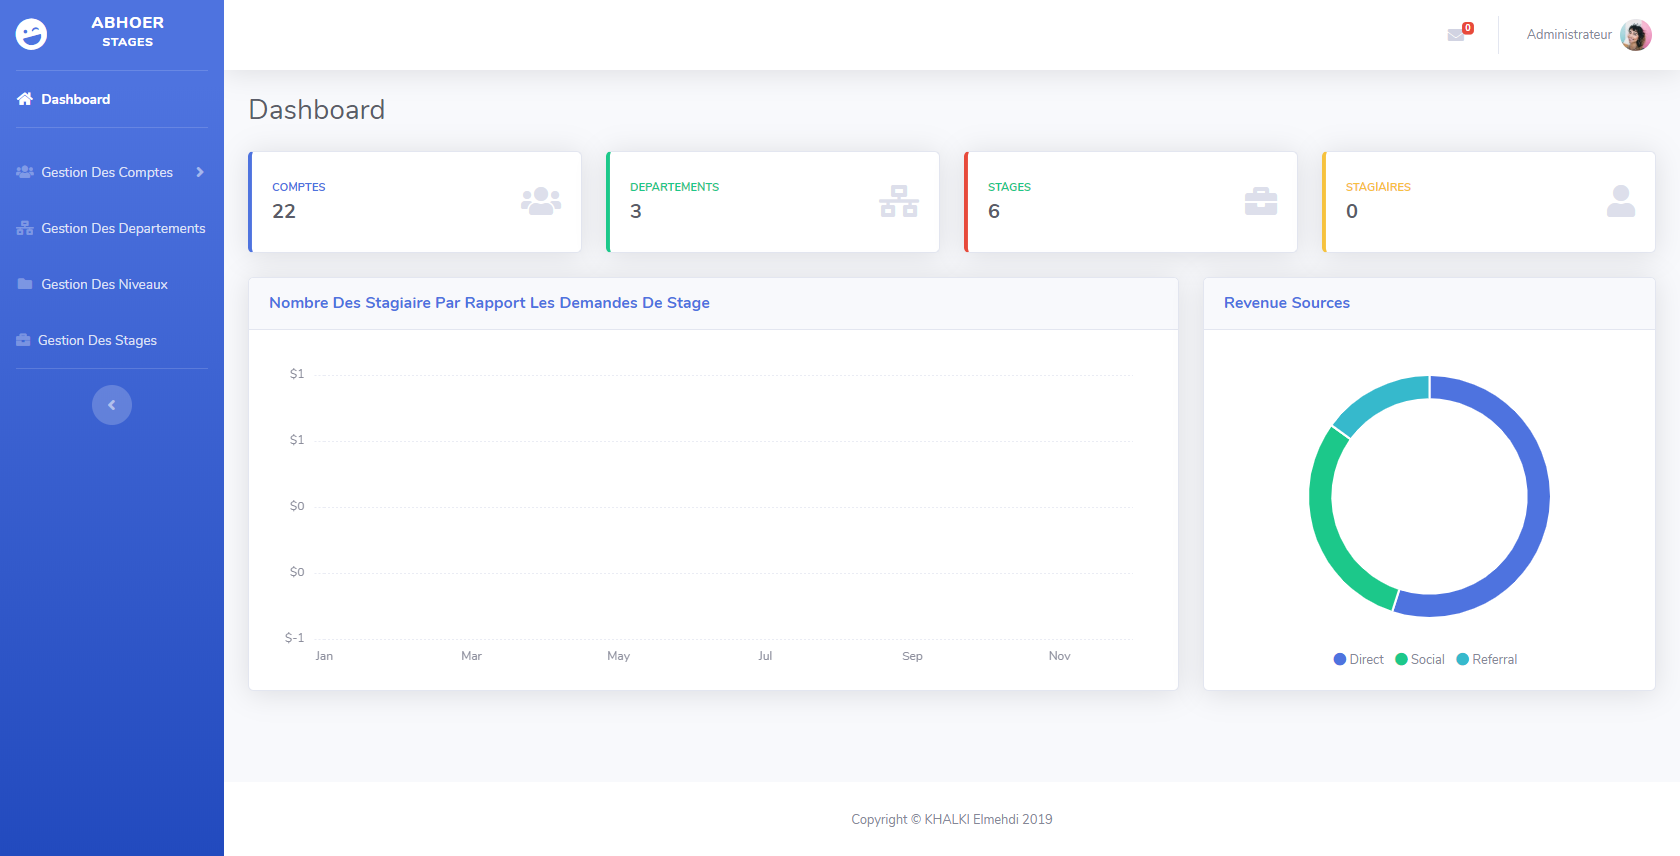 ABHOER
STAGES
Dashboard
Gestion Des Comptes
Gestion Des Departements
Gestion Des Niveaux
Gestion Des Stages
0
Administrateur
Dashboard
COMPTES
22
DEPARTEMENTS
3
STAGES
6
STAGIAIRES
0
Nombre Des Stagiaire Par Rapport Les Demandes De Stage
$1
$1
$0
$0
$-1
Jan Mar May Jul Sep Nov
Revenue Sources
Direct Social Referral
Copyright © KHALKI Elmehdi 2019